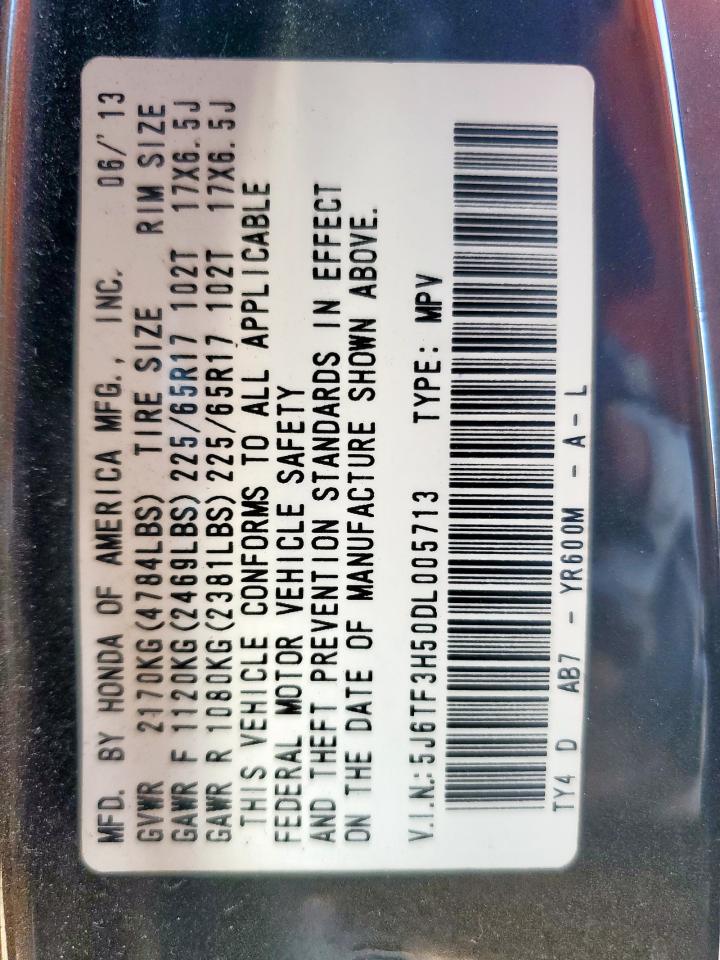 MFD. BY HONDA OF AMERICA MFG., INC. 06/'13
GVWR 2170KG(4784LBS) TIRE SIZE RIM SIZE
GAWR F 1120KG(2469LBS) 225/65R17 102T 17X6.5J
GAWR R 1080KG(2381LBS) 225/65R17 102T 17X6.5J
THIS VEHICLE CONFORMS TO ALL APPLICABLE
FEDERAL MOTOR VEHICLE SAFETY
AND THEFT PREVENTION STANDARDS IN EFFECT
ON THE DATE OF MANUFACTURE SHOWN ABOVE.
V.I.N.: 5J6TF3H50DL005713 TYPE: MPV
TY4 D AB7 - YR600M - A - L